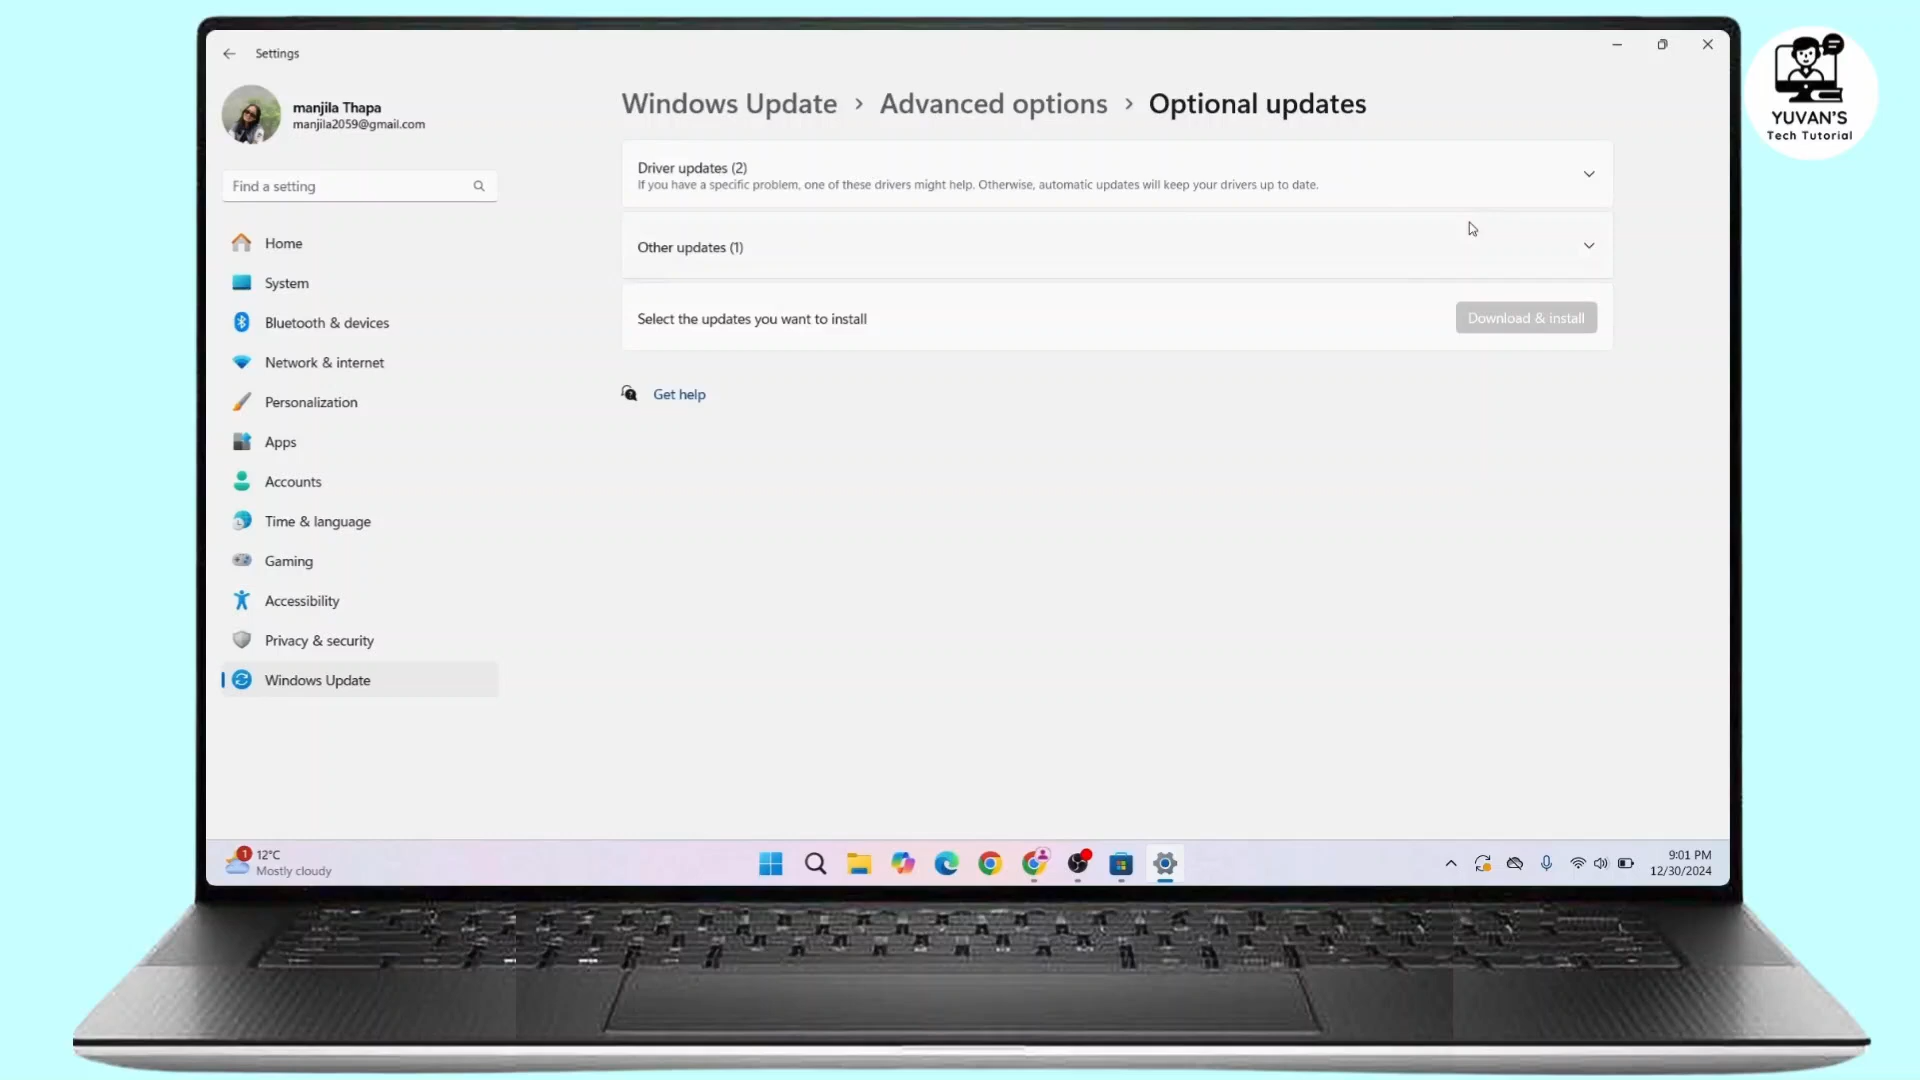 Settings
manjila Thapa
manjila2059@gmail.com
Find a setting
Home
System
Bluetooth & devices
Network & internet
Personalization
Apps
Accounts
Time & language
Gaming
Accessibility
Privacy & security
Windows Update
Windows Update > Advanced options > Optional updates
Driver updates (2)
If you have a specific problem, one of these drivers might help. Otherwise, automatic updates will keep your drivers up to date.
Other updates (1)
Select the updates you want to install
Download & install
Get help
YUVAN'S
Tech Tutorial
1
12°C
Mostly cloudy
9:01 PM
12/30/2024